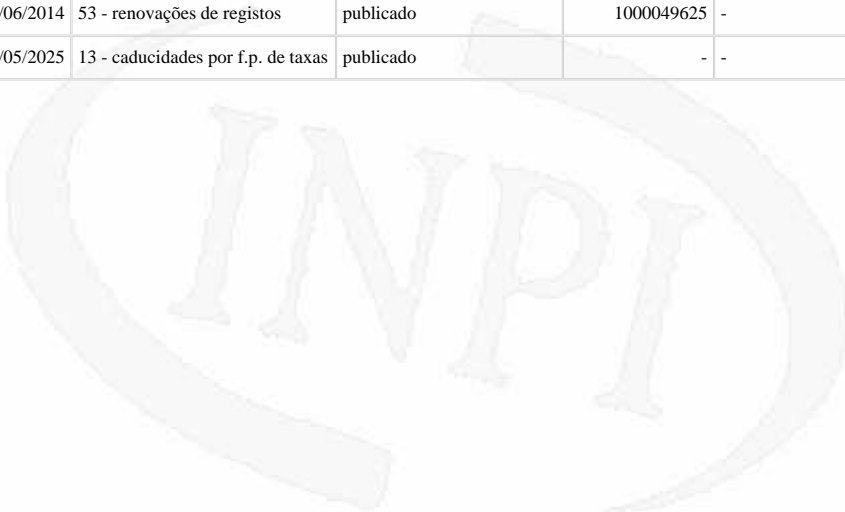 /06/2014 53 - renovações de registos publicado 1000049625 -
/05/2025 13 - caducidades por f.p. de taxas publicado - -
INPI